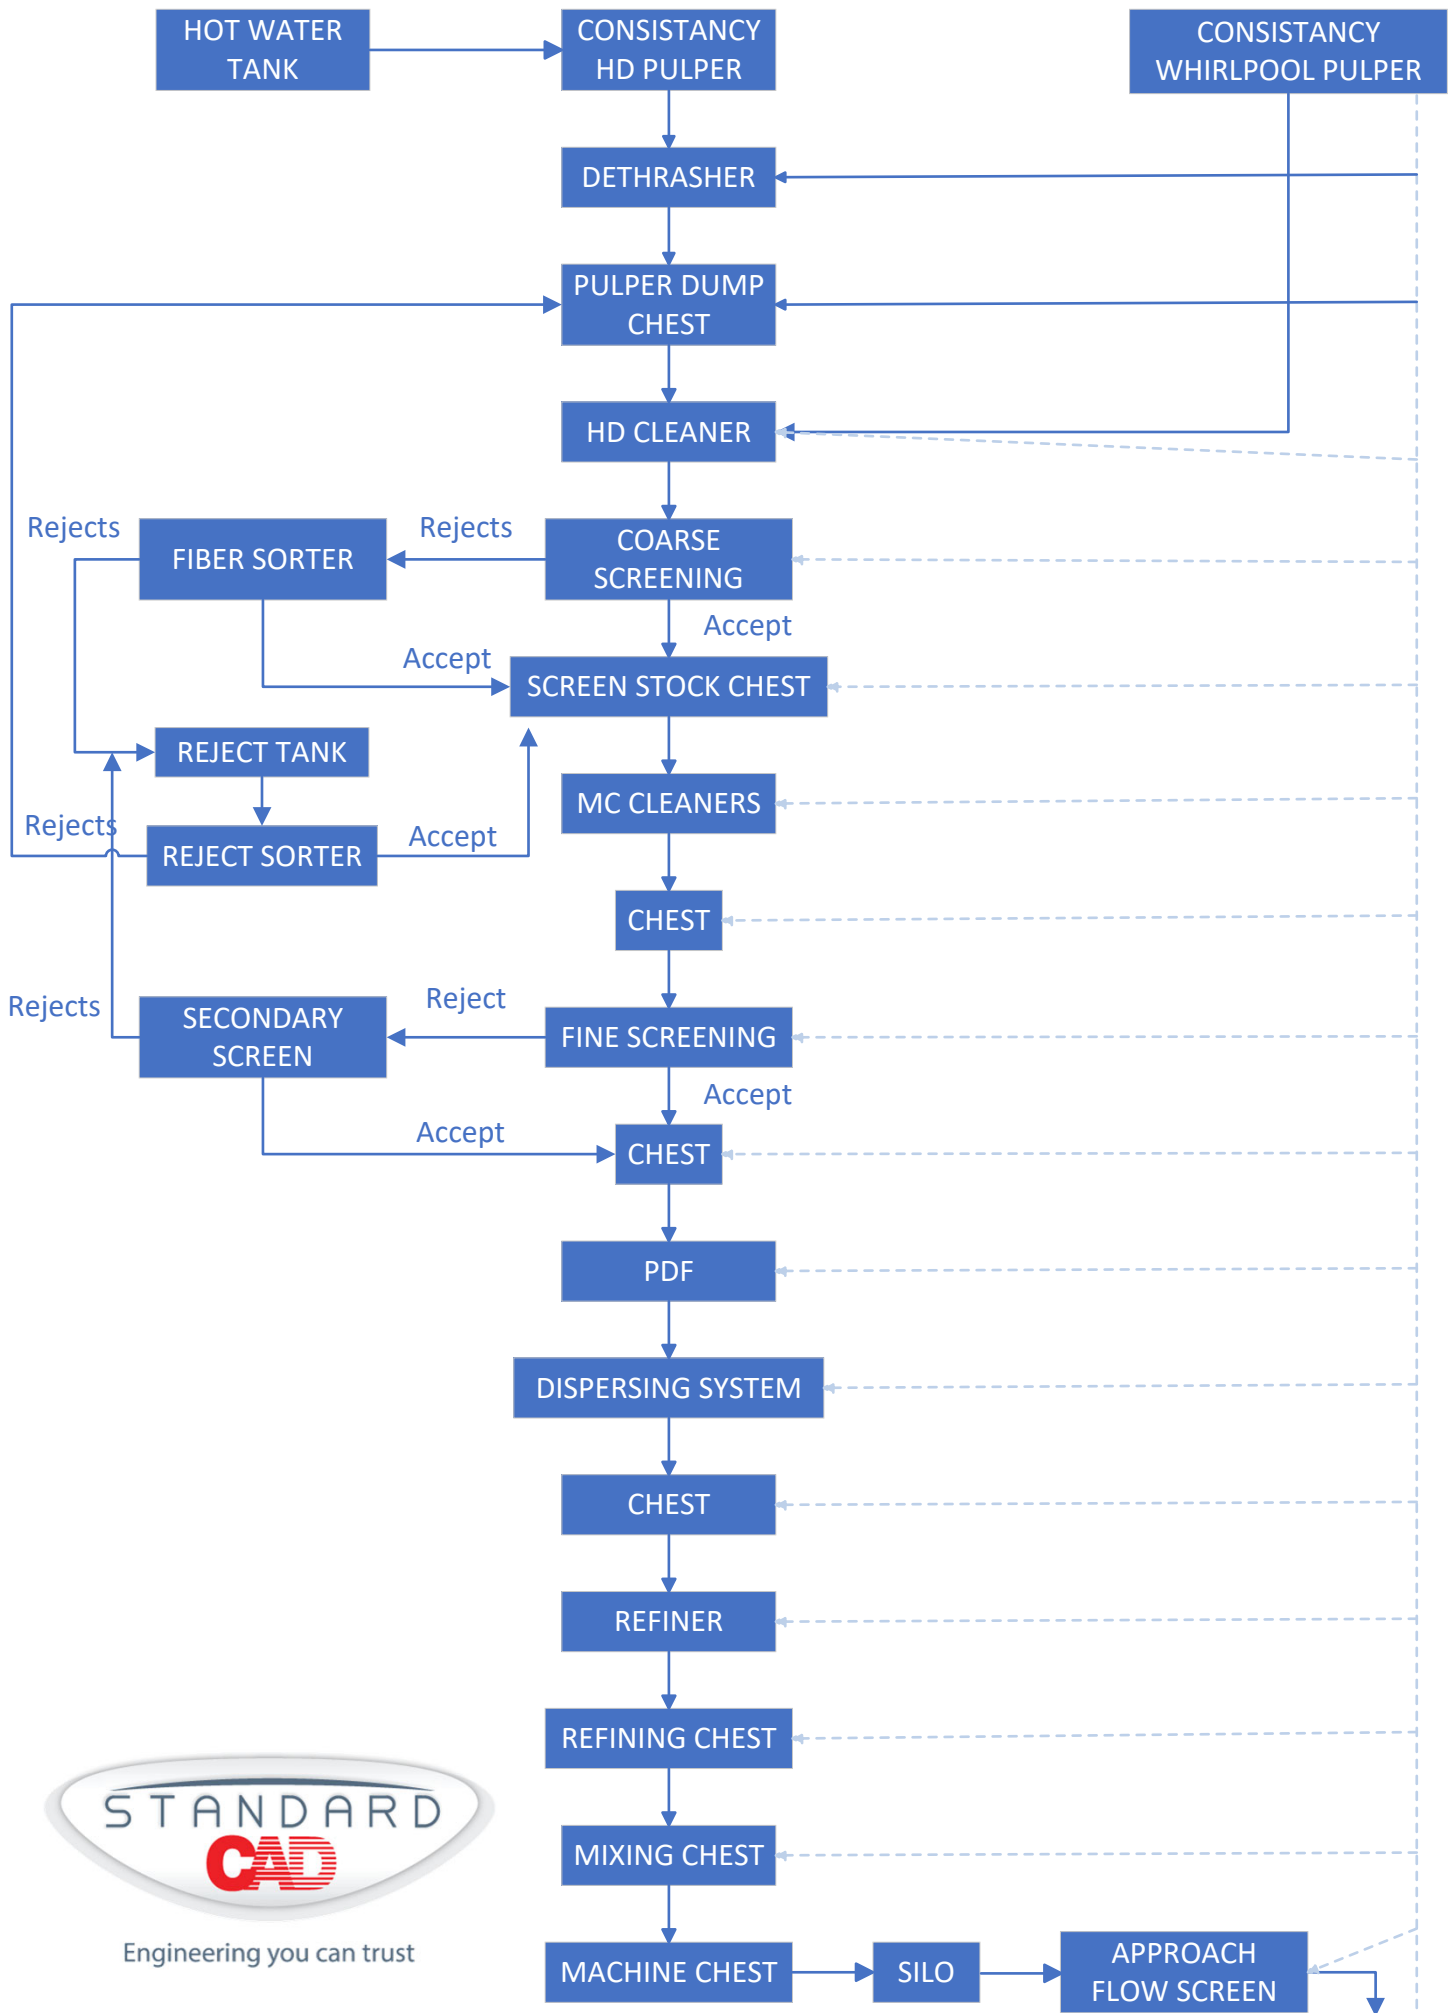 HOT WATER
TANK
CONSISTANCY
HD PULPER
CONSISTANCY
WHIRLPOOL PULPER
DETHRASHER
PULPER DUMP
CHEST
HD CLEANER
Rejects
FIBER SORTER
Rejects
COARSE
SCREENING
Accept
Accept
SCREEN STOCK CHEST
REJECT TANK
MC CLEANERS
Rejects
REJECT SORTER
Accept
CHEST
Rejects
SECONDARY
SCREEN
Reject
FINE SCREENING
Accept
Accept
CHEST
PDF
DISPERSING SYSTEM
CHEST
REFINER
REFINING CHEST
STANDARD
CAD
Engineering you can trust
MIXING CHEST
MACHINE CHEST
SILO
APPROACH
FLOW SCREEN